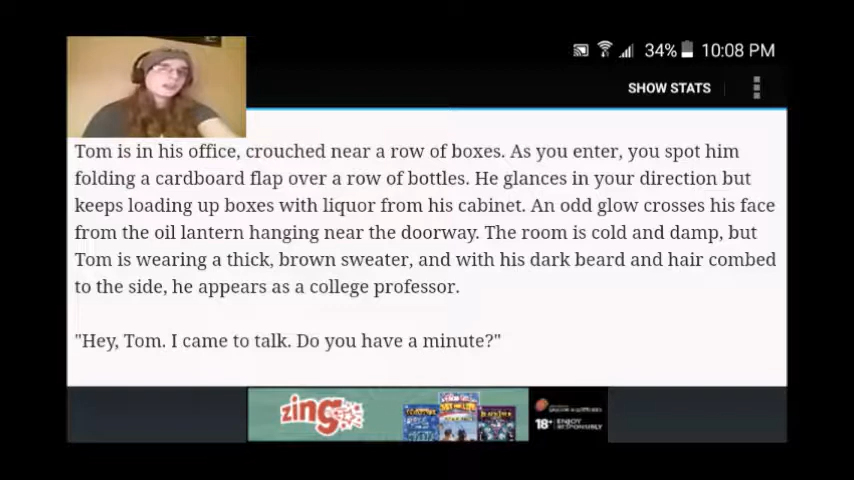 34% 10:08 PM
SHOW STATS
Tom is in his office, crouched near a row of boxes. As you enter, you spot him
folding a cardboard flap over a row of bottles. He glances in your direction but
keeps loading up boxes with liquor from his cabinet. An odd glow crosses his face
from the oil lantern hanging near the doorway. The room is cold and damp, but
Tom is wearing a thick, brown sweater, and with his dark beard and hair combed
to the side, he appears as a college professor.
"Hey, Tom. I came to talk. Do you have a minute?"
zing
18+ ENJOY
RESPONSIBLY